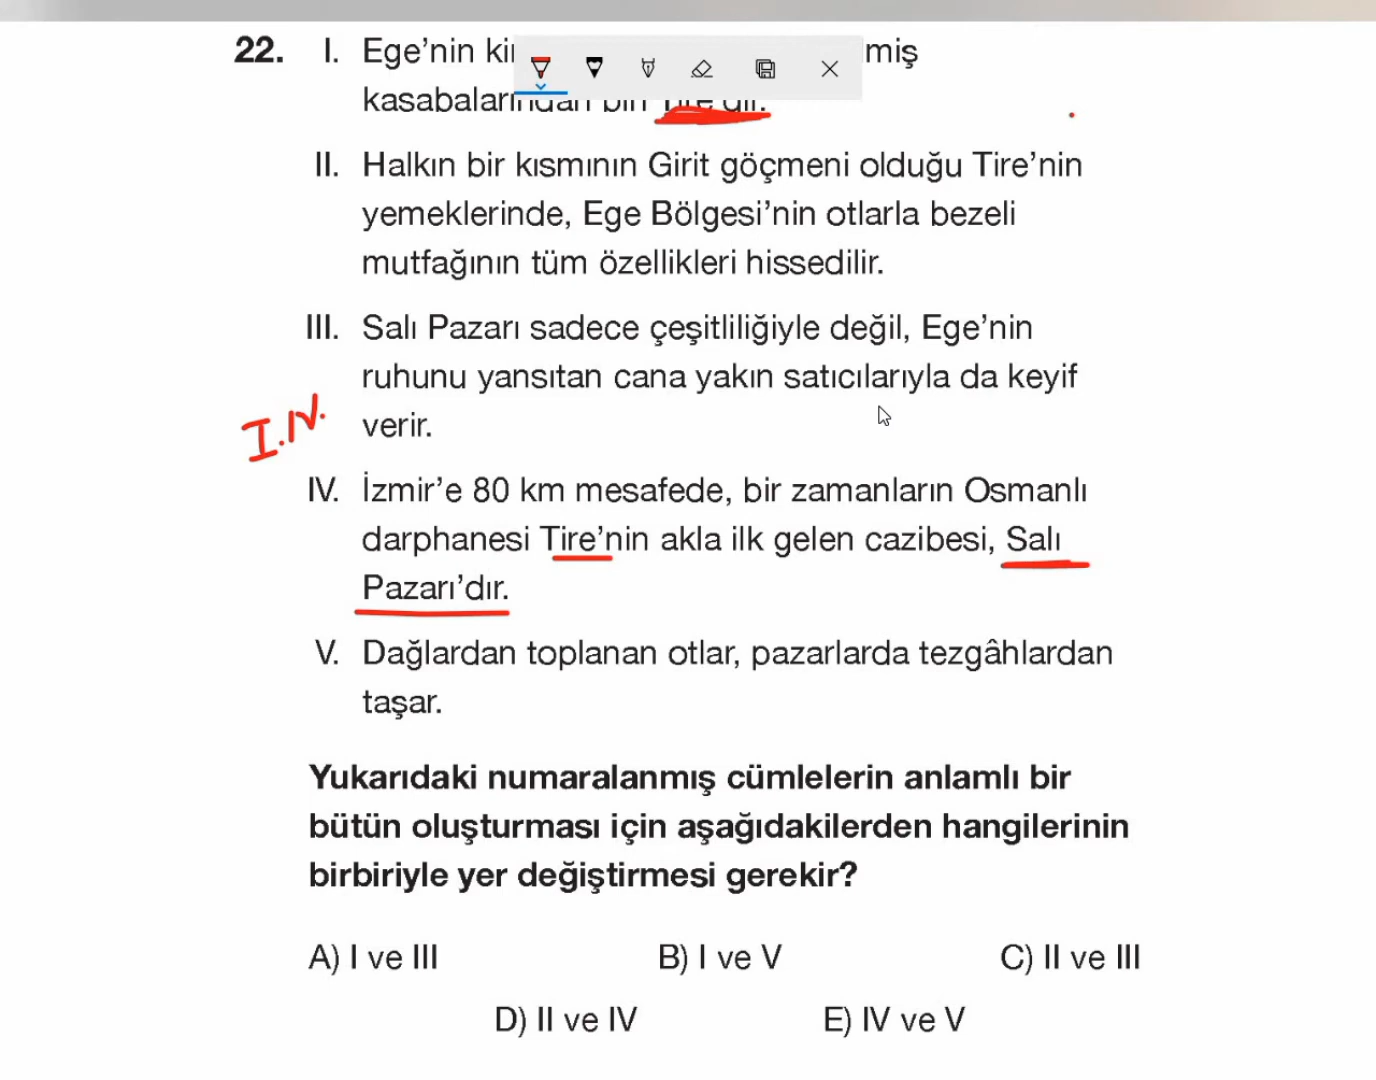 22. I. Ege'nin miş
kasabalarından biri Tire'dir.
II. Halkın bir kısmının Girit göçmeni olduğu Tire'nin
yemeklerinde, Ege Bölgesi'nin otlarla bezeli
mutfağının tüm özellikleri hissedilir.
III. Salı Pazarı sadece çeşitliliğiyle değil, Ege'nin
ruhunu yansıtan cana yakın satıcılarıyla da keyif
verir.
I.IV.
IV. İzmir'e 80 km mesafede, bir zamanların Osmanlı
darphanesi Tire'nin akla ilk gelen cazibesi, Salı
Pazarı'dır.
V. Dağlardan toplanan otlar, pazarlarda tezgâhlardan
taşar.
Yukarıdaki numaralanmış cümlelerin anlamlı bir
bütün oluşturması için aşağıdakilerden hangilerinin
birbiriyle yer değiştirmesi gerekir?
A) I ve III B) I ve V C) II ve III
D) II ve IV E) IV ve V